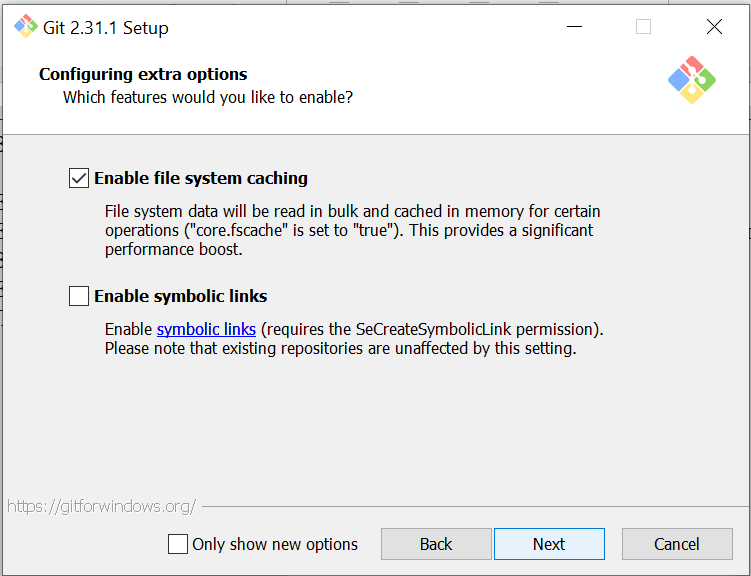 Git 2.31.1 Setup
Configuring extra options
Which features would you like to enable?
Enable file system caching
File system data will be read in bulk and cached in memory for certain
operations ("core.fscache" is set to "true"). This provides a significant
performance boost.
Enable symbolic links
Enable symbolic links (requires the SeCreateSymbolicLink permission).
Please note that existing repositories are unaffected by this setting.
https://gitforwindows.org/
Only show new options
Back
Next
Cancel